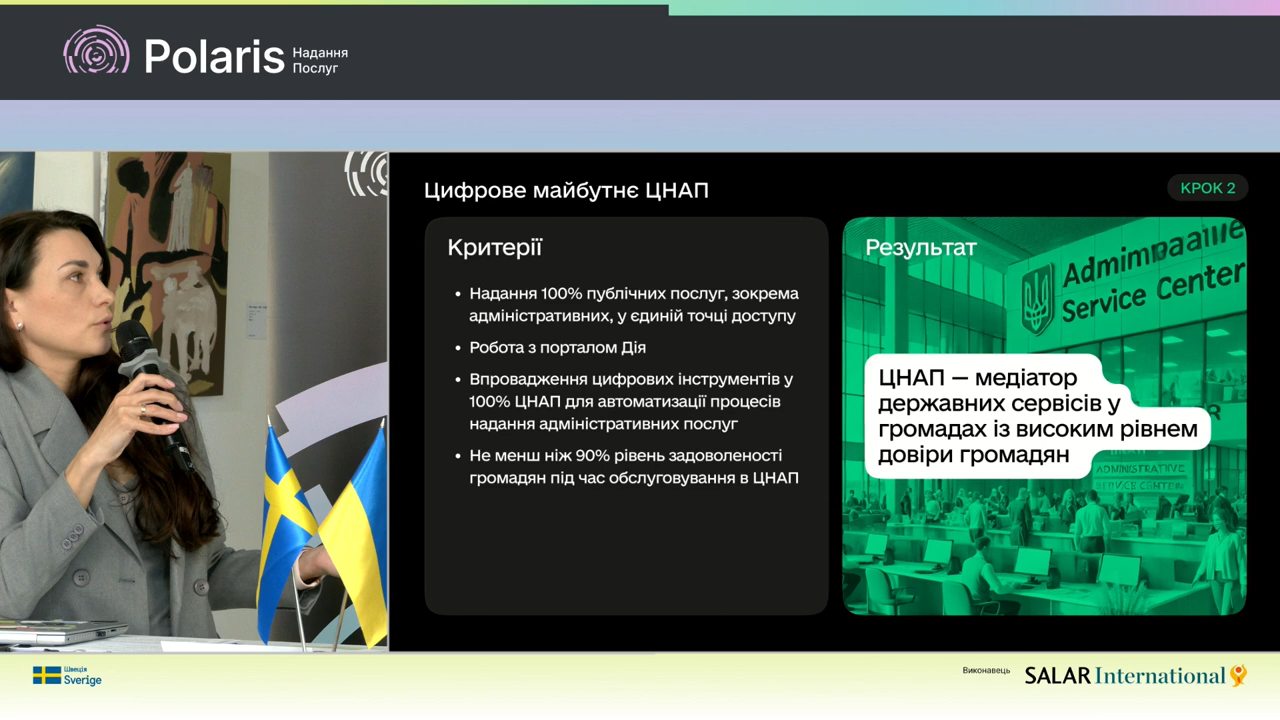 Polaris
Надання
Послуг
Цифрове майбутнє ЦНАП
КРОК 2
Критерії
• Надання 100% публічних послуг, зокрема
адміністративних, у єдиній точці доступу
• Робота з порталом Дія
• Впровадження цифрових інструментів у
100% ЦНАП для автоматизації процесів
надання адміністративних послуг
• Не менш ніж 90% рівень задоволеності
громадян під час обслуговування в ЦНАП
Результат
Service Center
ЦНАП — медіатор
державних сервісів у
громадах із високим рівнем
довіри громадян
ADMINISTRATIVE
SERVICE CENTER
Швеція
Sverige
Виконавець
SALAR International